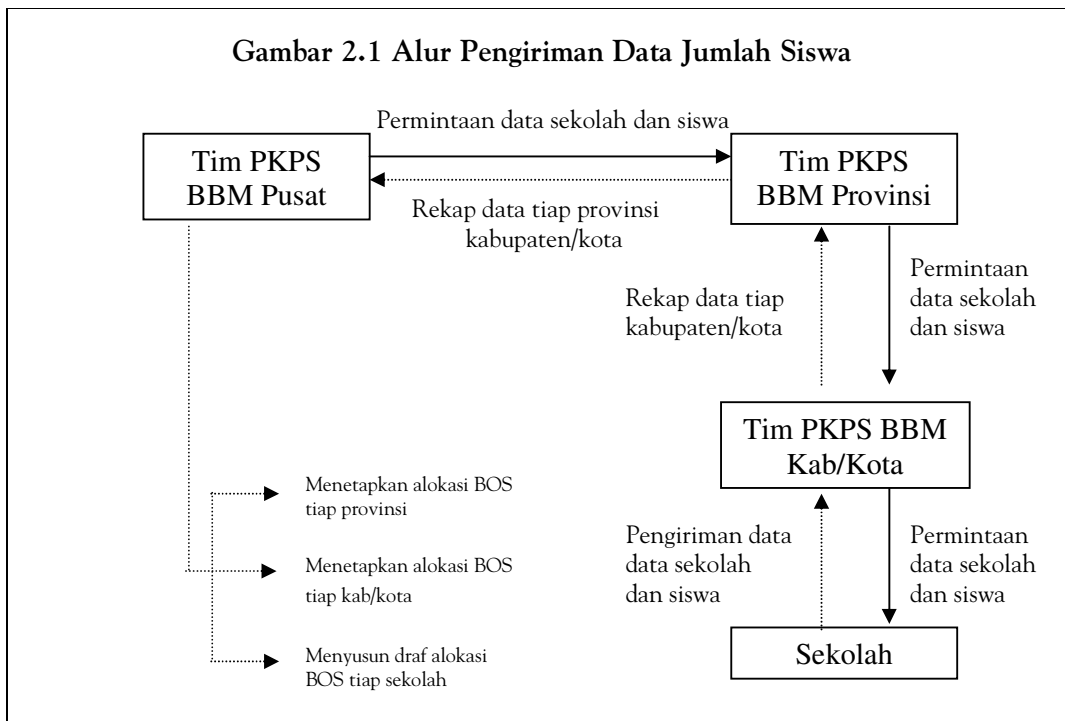 Gambar 2.1 Alur Pengiriman Data Jumlah Siswa
Permintaan data sekolah dan siswa
Tim PKPS
BBM Pusat
Tim PKPS
BBM Provinsi
Rekap data tiap provinsi
kabupaten/kota
Rekap data tiap
kabupaten/kota
Permintaan
data sekolah
dan siswa
Tim PKPS BBM
Kab/Kota
Menetapkan alokasi BOS
tiap provinsi
Menetapkan alokasi BOS
tiap kab/kota
Menyusun draf alokasi
BOS tiap sekolah
Pengiriman data
data sekolah
dan siswa
Permintaan
data sekolah
dan siswa
Sekolah